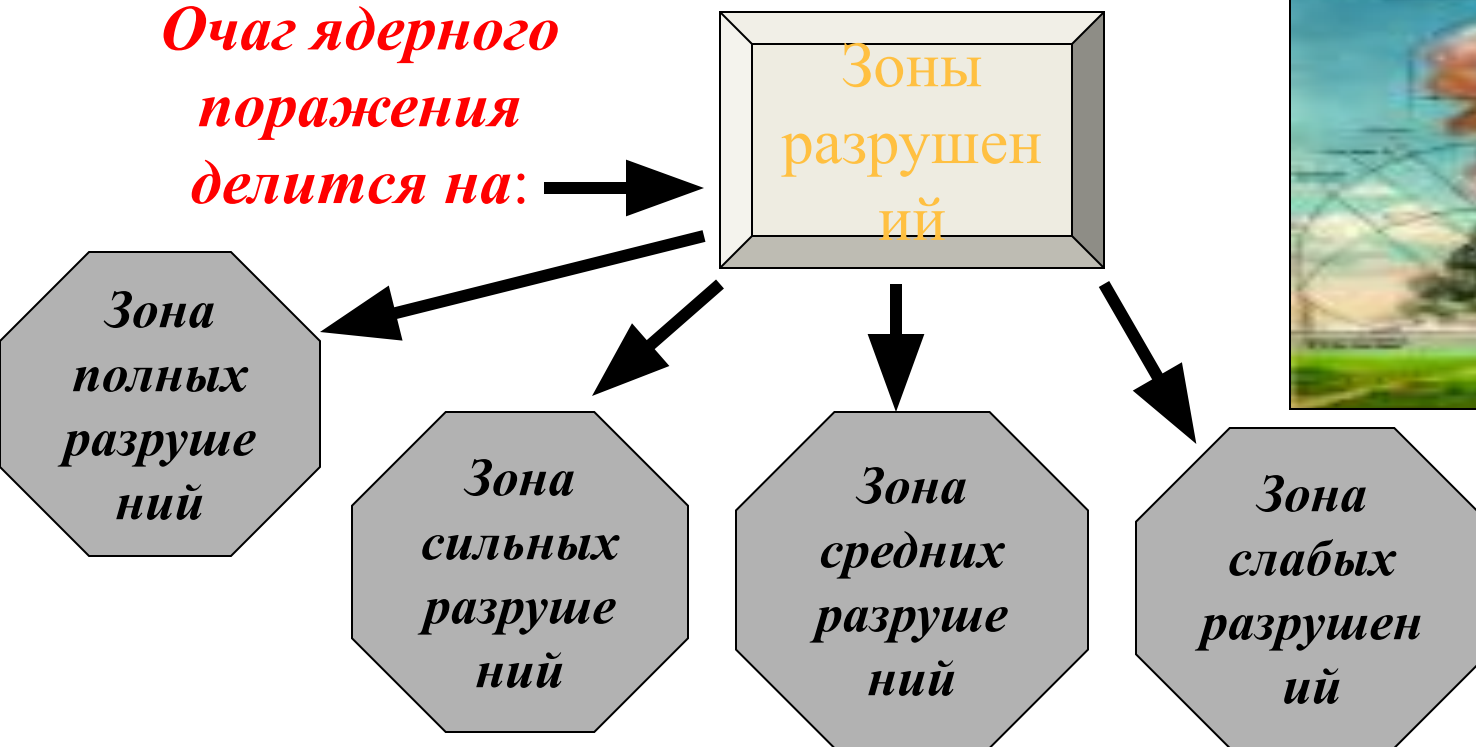 Очаг ядерного
поражения
делится на:
Зоны
разрушен
ий
Зона
полных
разруше
ний
Зона
сильных
разруше
ний
Зона
средних
разруше
ний
Зона
слабых
разрушен
ий